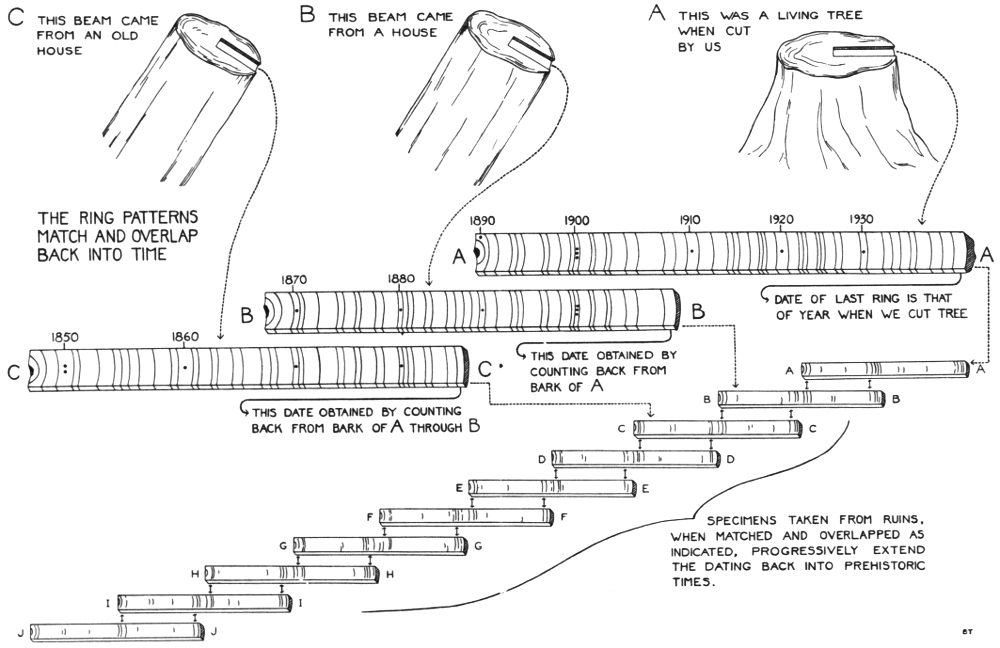 C THIS BEAM CAME
FROM AN OLD
HOUSE
B THIS BEAM CAME
FROM A HOUSE
A THIS WAS A LIVING TREE
WHEN CUT
BY US
THE RING PATTERNS
MATCH AND OVERLAP
BACK INTO TIME
1890 1900 1910 1920 1930
A A
DATE OF LAST RING IS THAT
OF YEAR WHEN WE CUT TREE
1870 1880
B B
THIS DATE OBTAINED BY
COUNTING BACK FROM
BARK OF A
1850 1860
C C
THIS DATE OBTAINED BY COUNTING
BACK FROM BARK OF A THROUGH B
A A
B B
C C
D D
E E
F F
G G
H H
I I
J J
SPECIMENS TAKEN FROM RUINS,
WHEN MATCHED AND OVERLAPPED AS
INDICATED, PROGRESSIVELY EXTEND
THE DATING BACK INTO PREHISTORIC
TIMES.